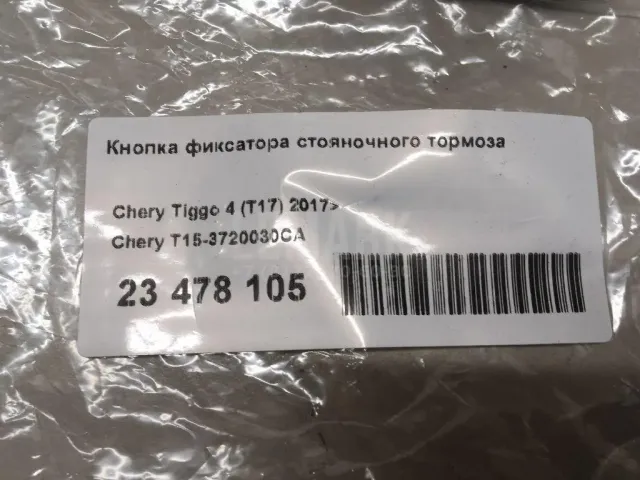 Кнопка фиксатора стояночного тормоза
Chery Tiggo 4 (T17) 2017>
Chery T15-3720030CA
23 478 105